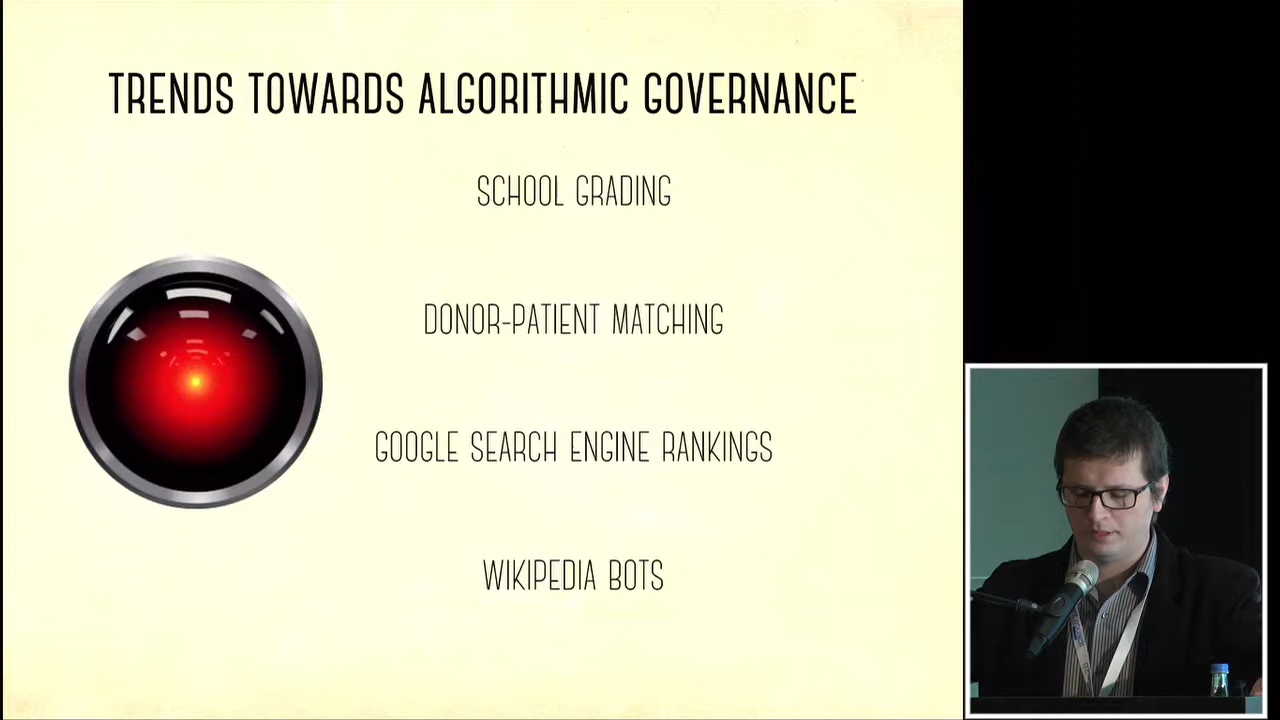 TRENDS TOWARDS ALGORITHMIC GOVERNANCE
SCHOOL GRADING
DONOR-PATIENT MATCHING
GOOGLE SEARCH ENGINE RANKINGS
WIKIPEDIA BOTS